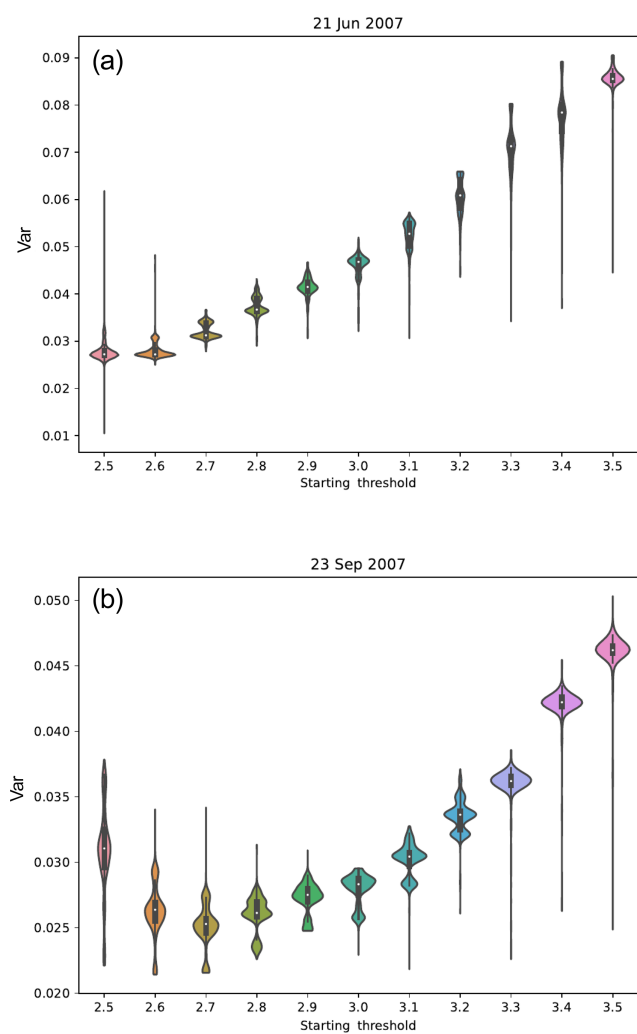 21 Jun 2007
(a)
Var
0.09
0.08
0.07
0.06
0.05
0.04
0.03
0.02
0.01
2.5 2.6 2.7 2.8 2.9 3.0 3.1 3.2 3.3 3.4 3.5
Starting threshold
23 Sep 2007
(b)
Var
0.050
0.045
0.040
0.035
0.030
0.025
0.020
2.5 2.6 2.7 2.8 2.9 3.0 3.1 3.2 3.3 3.4 3.5
Starting threshold